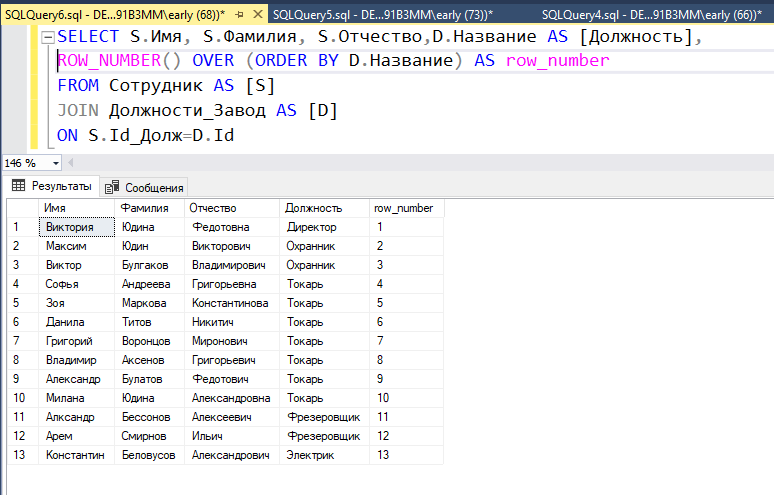 SQLQuery6.sql - DE...91B3MM\early (68))* SQLQuery5.sql - DE...91B3MM\early (73))* SQLQuery4.sql - DE...91B3MM\early (66))*
SELECT S.Имя, S.Фамилия, S.Отчество,D.Название AS [Должность],
ROW_NUMBER() OVER (ORDER BY D.Название) AS row_number
FROM Сотрудник AS [S]
JOIN Должности_Завод AS [D]
ON S.Id_Долж=D.Id
146 %
Результаты Сообщения
Имя Фамилия Отчество Должность row_number
1 Виктория Юдина Федотовна Директор 1
2 Максим Юдин Викторович Охранник 2
3 Виктор Булгаков Владимирович Охранник 3
4 Софья Андреева Григорьевна Токарь 4
5 Зоя Маркова Константинова Токарь 5
6 Данила Титов Никитич Токарь 6
7 Григорий Воронцов Миронович Токарь 7
8 Владимир Аксенов Григорьевич Токарь 8
9 Александр Булатов Федотович Токарь 9
10 Милана Юдина Александровна Токарь 10
11 Алксандр Бессонов Алексеевич Фрезеровщик 11
12 Арем Смирнов Ильич Фрезеровщик 12
13 Константин Беловусов Александрович Электрик 13